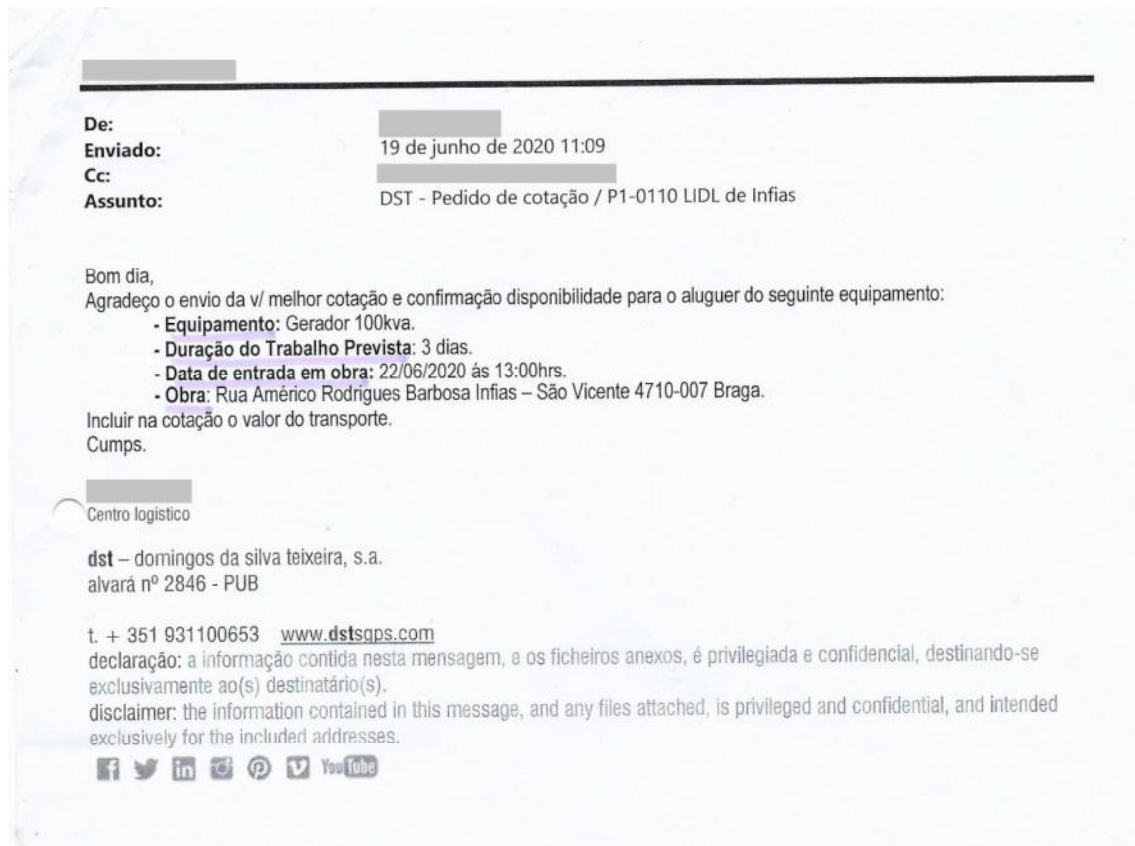 De:
Enviado: 19 de junho de 2020 11:09
Cc:
Assunto: DST - Pedido de cotação / P1-0110 LIDL de Infias
Bom dia,
Agradeço o envio da v/ melhor cotação e confirmação disponibilidade para o aluguer do seguinte equipamento:
- Equipamento: Gerador 100kva.
- Duração do Trabalho Prevista: 3 dias.
- Data de entrada em obra: 22/06/2020 ás 13:00hrs.
- Obra: Rua Américo Rodrigues Barbosa Infias – São Vicente 4710-007 Braga.
Incluir na cotação o valor do transporte.
Cumps.
Centro logístico
dst – domingos da silva teixeira, s.a.
alvará nº 2846 - PUB
t. + 351 931100653 www.dstsgps.com
declaração: a informação contida nesta mensagem, e os ficheiros anexos, é privilegiada e confidencial, destinando-se
exclusivamente ao(s) destinatário(s).
disclaimer: the information contained in this message, and any files attached, is privileged and confidential, and intended
exclusively for the included addresses.
YouTube